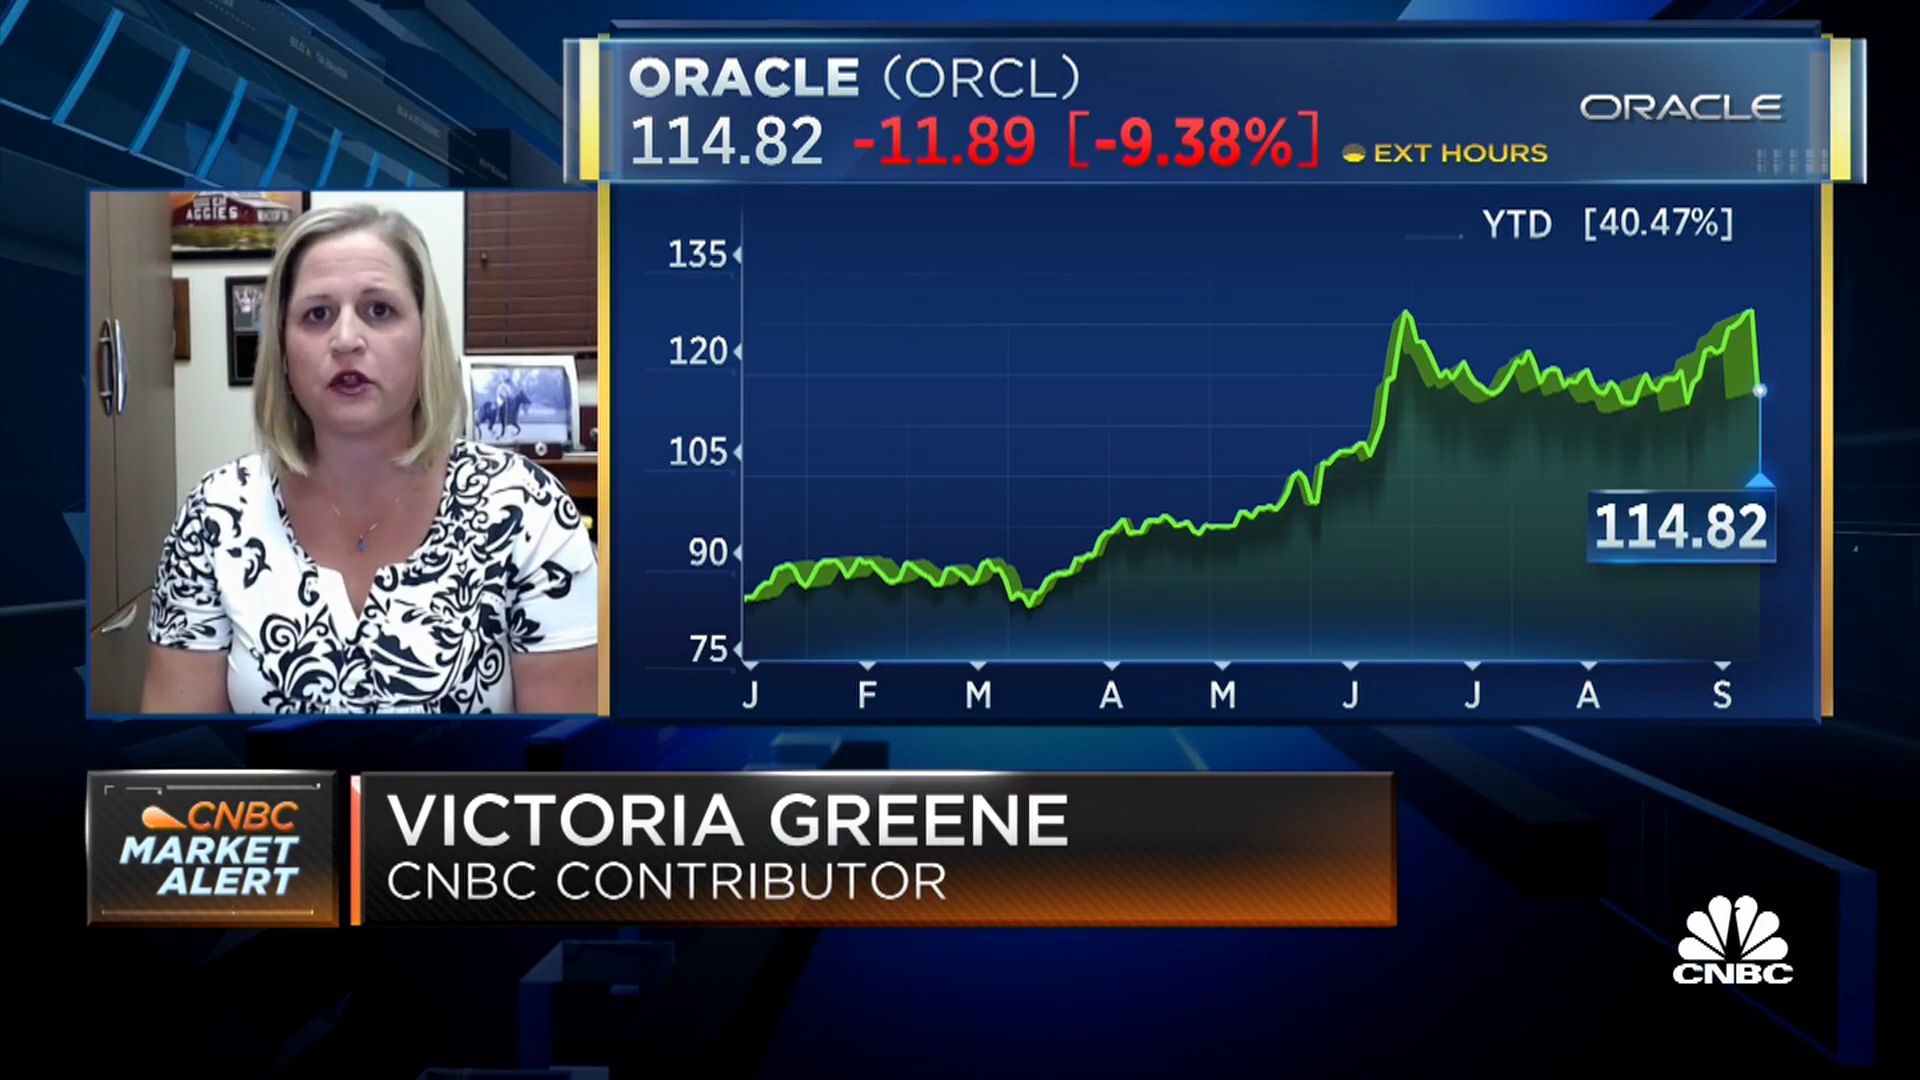 ORACLE (ORCL)
114.82 -11.89 [-9.38%] EXT HOURS
ORACLE
YTD [40.47%]
135
120
105
90
75
114.82
J F M A M J J A S
AGGIES
CNBC
MARKET
ALERT
VICTORIA GREENE
CNBC CONTRIBUTOR
CNBC